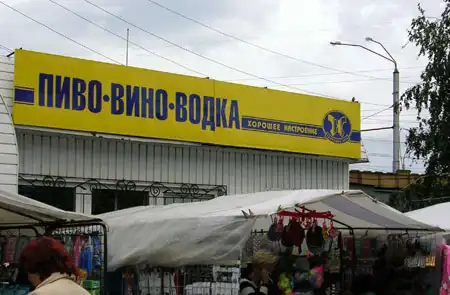 ПИВО·ВИНО·ВОДКА
ХОРОШЕЕ НАСТРОЕНИЕ